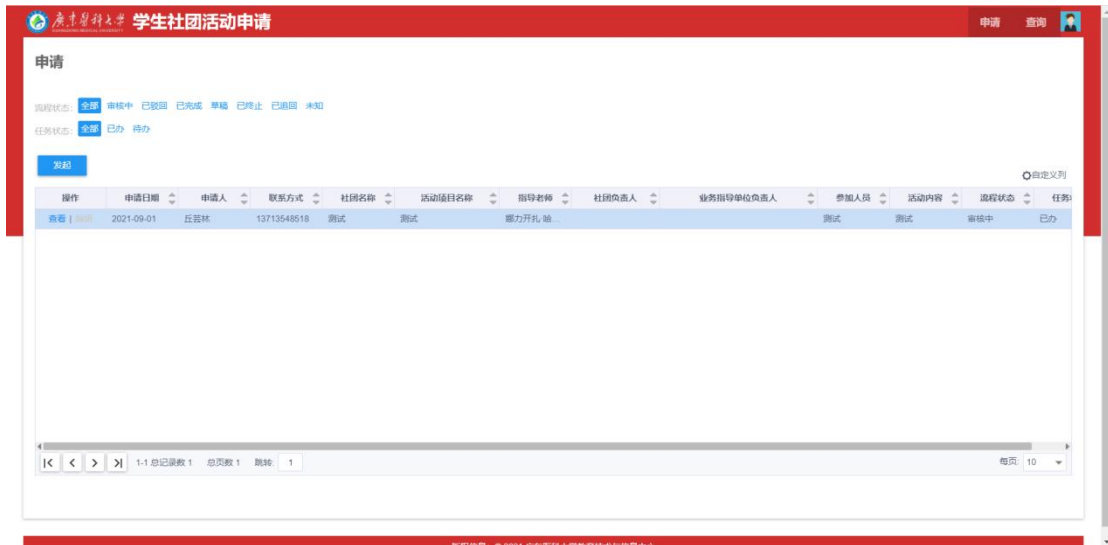 广东医科大学 学生社团活动申请 申请 查询
申请
流程状态: 全部 审核中 已驳回 已完成 草稿 已终止 已追回 未知
任务状态: 全部 已办 待办
发起
自定义列
操作 申请日期 申请人 联系方式 社团名称 活动项目名称 指导老师 社团负责人 业务指导单位负责人 参加人员 活动内容 流程状态 任务
查看 | 2021-09-01 丘芸林 13713548518 测试 测试 测试 测试 审核中 已办
1-1 总记录数 1 总页数 1 跳转: 1 每页: 10